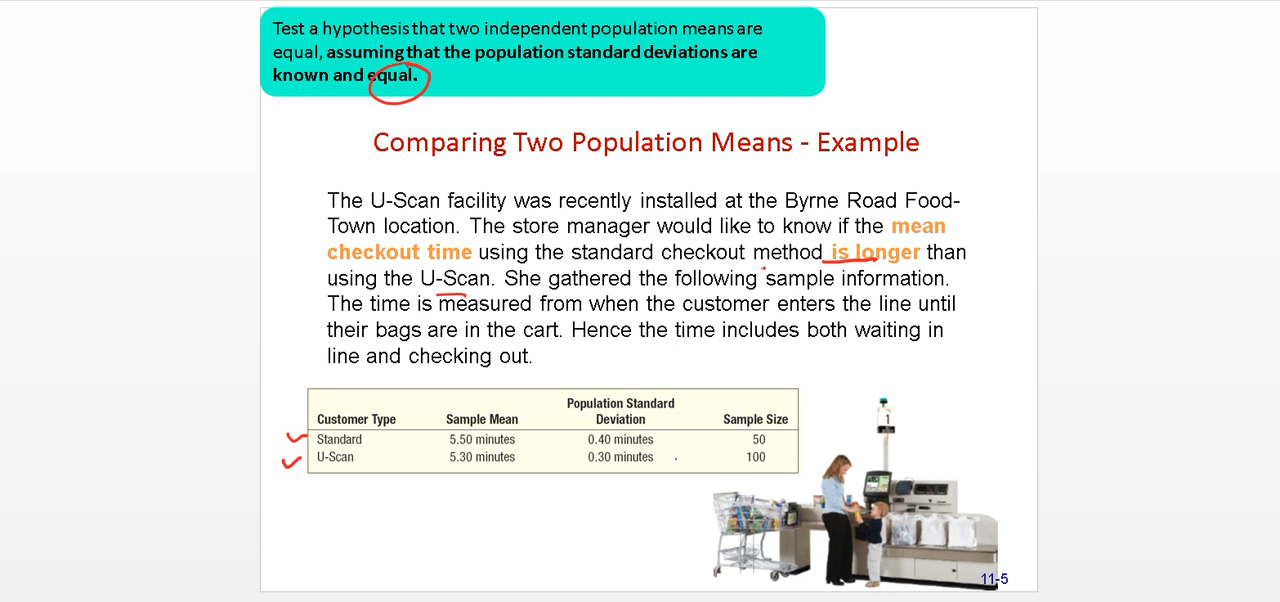 Test a hypothesis that two independent population means are
equal, assuming that the population standard deviations are
known and equal.
Comparing Two Population Means - Example
The U-Scan facility was recently installed at the Byrne Road Food-
Town location. The store manager would like to know if the mean
checkout time using the standard checkout method is longer than
using the U-Scan. She gathered the following sample information.
The time is measured from when the customer enters the line until
their bags are in the cart. Hence the time includes both waiting in
line and checking out.
Population Standard
Customer Type Sample Mean Deviation Sample Size
Standard 5.50 minutes 0.40 minutes 50
U-Scan 5.30 minutes 0.30 minutes 100
1
11-5